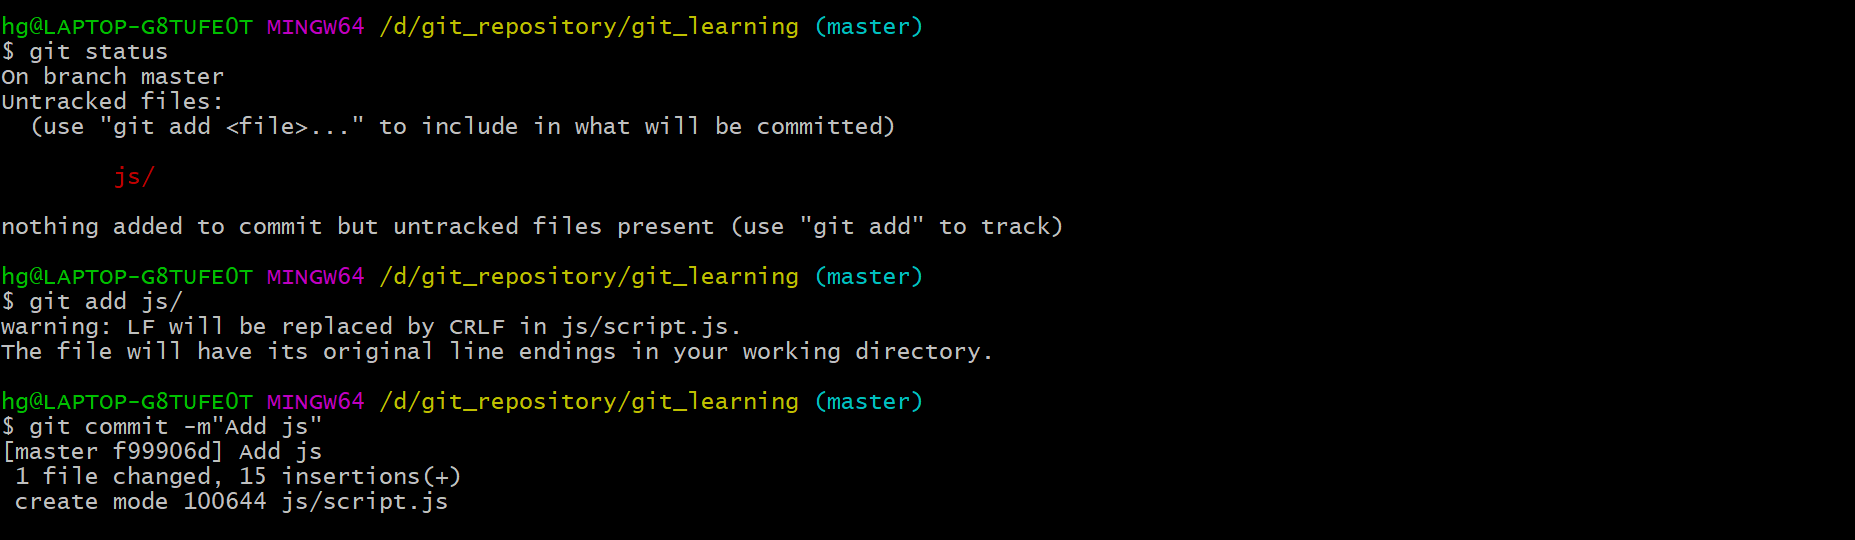 hg@LAPTOP-G8TUFE0T MINGW64 /d/git_repository/git_learning (master)
$ git status
On branch master
Untracked files:
  (use "git add <file>..." to include in what will be committed)
        js/
nothing added to commit but untracked files present (use "git add" to track)
hg@LAPTOP-G8TUFE0T MINGW64 /d/git_repository/git_learning (master)
$ git add js/
warning: LF will be replaced by CRLF in js/script.js.
The file will have its original line endings in your working directory.
hg@LAPTOP-G8TUFE0T MINGW64 /d/git_repository/git_learning (master)
$ git commit -m"Add js"
[master f99906d] Add js
 1 file changed, 15 insertions(+)
 create mode 100644 js/script.js